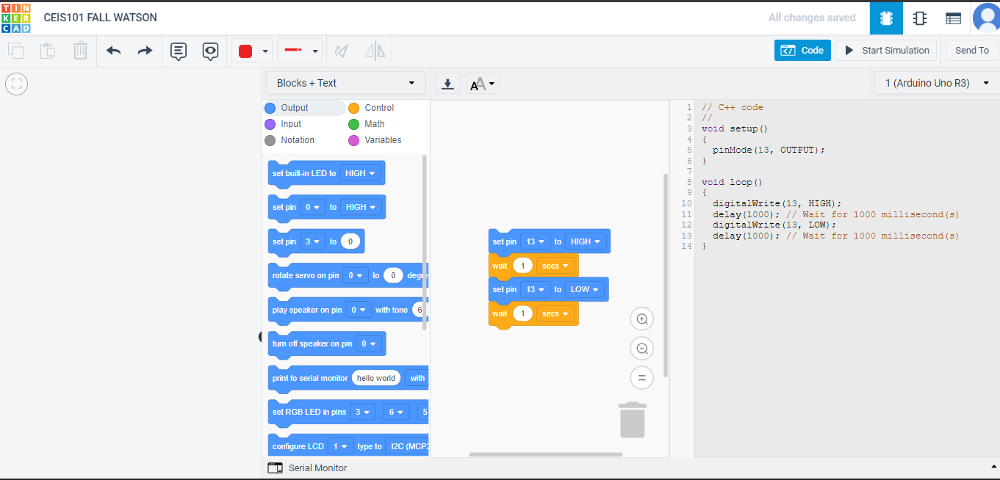 TIN
KER
CAD
CEIS101 FALL WATSON
All changes saved
Code
Start Simulation
Send To
Blocks + Text
AA
1 (Arduino Uno R3)
Output
Control
Input
Math
Notation
Variables
set built-in LED to HIGH
set pin 0 to HIGH
set pin 3 to 0
rotate servo on pin 0 to 0
play speaker on pin 0 with tone 6
turn off speaker on pin 0
print to serial monitor hello world with
set RGB LED in pins 3 6 5
configure LCD 1 type to I2C (MCP2
set pin 13 to HIGH
wait 1 secs
set pin 13 to LOW
wait 1 secs
1 // C++ code
2 //
3 void setup()
4 {
5 pinMode(13, OUTPUT);
6 }
7
8 void loop()
9 {
10 digitalWrite(13, HIGH);
11 delay(1000); // Wait for 1000 millisecond(s)
12 digitalWrite(13, LOW);
13 delay(1000); // Wait for 1000 millisecond(s)
14 }
Serial Monitor